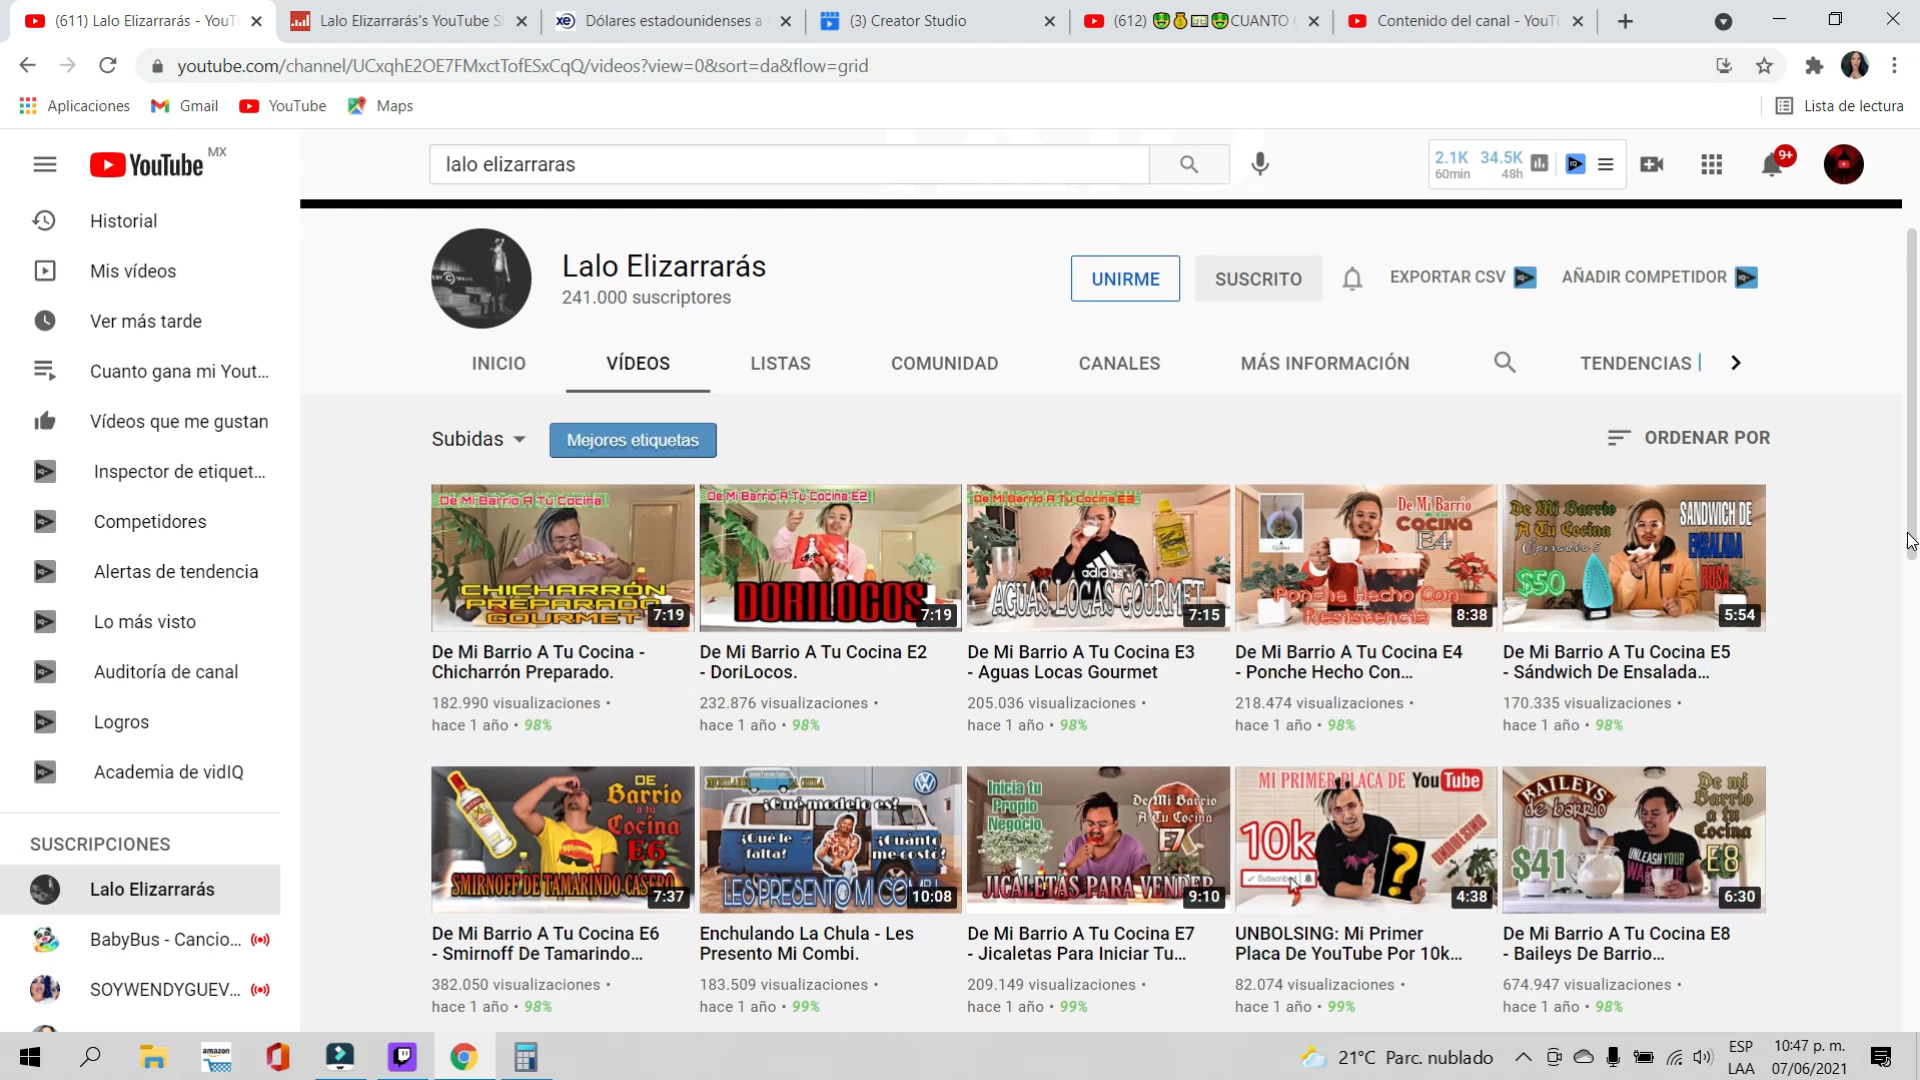 (611) Lalo Elizarrarás - YouT
Lalo Elizarrarás's YouTube S
xe Dólares estadounidenses a
(3) Creator Studio
(612) 🤑💰💵🤑CUANTO
Contenido del canal - YouTu
youtube.com/channel/UCxqhE2OE7FMxctTofESxCqQ/videos?view=0&sort=da&flow=grid
Aplicaciones
Gmail
YouTube
Maps
Lista de lectura
YouTube MX
lalo elizarraras
2.1K 34.5K
60min 48h
9+
Historial
Mis vídeos
Ver más tarde
Cuanto gana mi Yout...
Vídeos que me gustan
Inspector de etiquet...
Competidores
Alertas de tendencia
Lo más visto
Auditoría de canal
Logros
Academia de vidIQ
SUSCRIPCIONES
Lalo Elizarrarás
BabyBus - Cancio...
SOYWENDYGUEV...
Lalo Elizarrarás
241.000 suscriptores
UNIRME
SUSCRITO
EXPORTAR CSV
AÑADIR COMPETIDOR
INICIO
VÍDEOS
LISTAS
COMUNIDAD
CANALES
MÁS INFORMACIÓN
TENDENCIAS
Subidas
Mejores etiquetas
ORDENAR POR
De Mi Barrio A Tu Cocina
CHICHARRÓN
PREPARADO
GOURMET
7:19
De Mi Barrio A Tu Cocina -
Chicharrón Preparado.
182.990 visualizaciones •
hace 1 año • 98%
De Mi Barrio A Tu Cocina E2
DORILOCOS
7:19
De Mi Barrio A Tu Cocina E2
- DoriLocos.
232.876 visualizaciones •
hace 1 año • 98%
De Mi Barrio A Tu Cocina E3
adidas
AGUAS LOCAS GOURMET
7:15
De Mi Barrio A Tu Cocina E3
- Aguas Locas Gourmet
205.036 visualizaciones •
hace 1 año • 98%
De Mi Barrio A Tu
COCINA
E4
Ponche Hecho Con
Resistencia
8:38
De Mi Barrio A Tu Cocina E4
- Ponche Hecho Con...
218.474 visualizaciones •
hace 1 año • 98%
De Mi Barrio
A Tu Cocina
Episodio 5
$50
SÁNDWICH DE
ENSALADA
RUSA
5:54
De Mi Barrio A Tu Cocina E5
- Sándwich De Ensalada...
170.335 visualizaciones •
hace 1 año • 98%
DE
Barrio
a tu
Cocina
E6
SMIRNOFF DE TAMARINDO CASERO
7:37
De Mi Barrio A Tu Cocina E6
- Smirnoff De Tamarindo...
382.050 visualizaciones •
hace 1 año • 98%
ENCHULANDO LA CHULA
¿Qué modelo es?
¿Qué le
falta?
¿Cuánto
me costó?
LES PRESENTO MI COMBI
10:08
Enchulando La Chula - Les
Presento Mi Combi.
183.509 visualizaciones •
hace 1 año • 99%
Inicia tu
Propio
Negocio
De Mi Barrio
A Tu Cocina
E7
JICALETAS PARA VENDER
9:10
De Mi Barrio A Tu Cocina E7
- Jicaletas Para Iniciar Tu...
209.149 visualizaciones •
hace 1 año • 99%
MI PRIMER PLACA DE YouTube
10k
UNBOLSING
4:38
UNBOLSING: Mi Primer
Placa De YouTube Por 10k...
82.074 visualizaciones •
hace 1 año • 99%
BAILEYS
de barrio
$41
UNLEASH YOUR
De mi
Barrio
a tu
Cocina
E8
6:30
De Mi Barrio A Tu Cocina E8
- Baileys De Barrio...
674.947 visualizaciones •
hace 1 año • 98%
amazon
21°C Parc. nublado
ESP
LAA
10:47 p. m.
07/06/2021